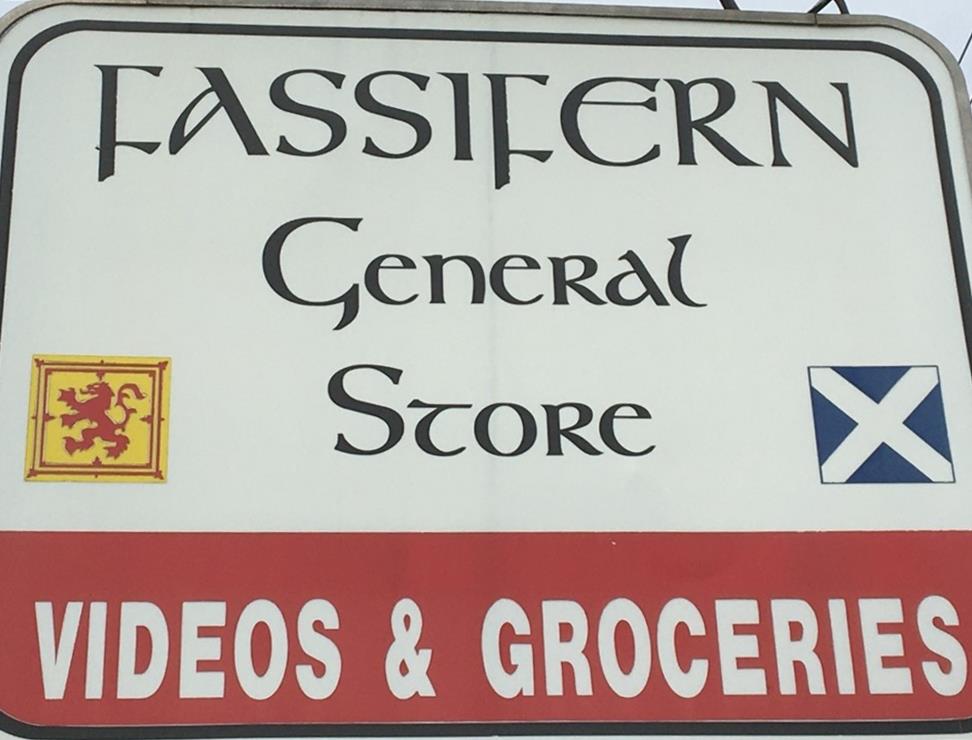 FASSIFERN
General
Store
VIDEOS & GROCERIES